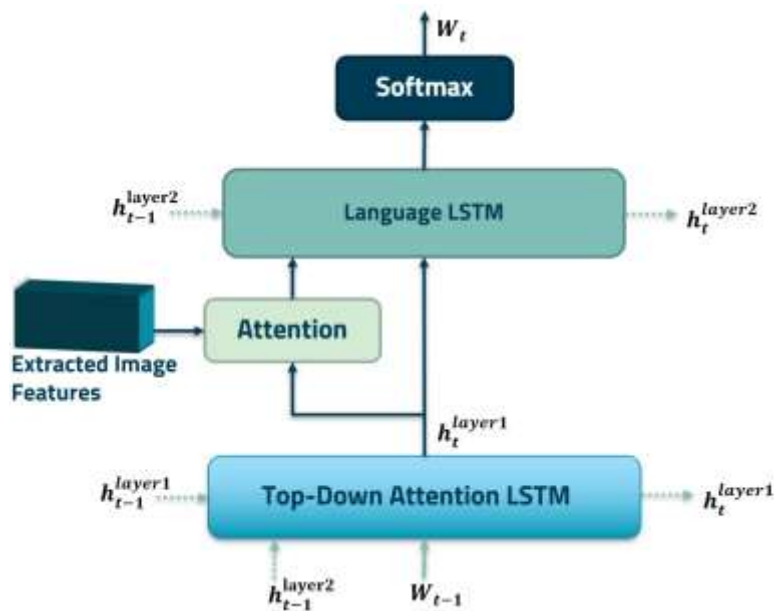 W_t
Softmax
h_{t-1}^{layer2}
Language LSTM
h_t^{layer2}
Attention
Extracted Image
Features
h_t^{layer1}
h_{t-1}^{layer1}
Top-Down Attention LSTM
h_t^{layer1}
h_{t-1}^{layer2}
W_{t-1}